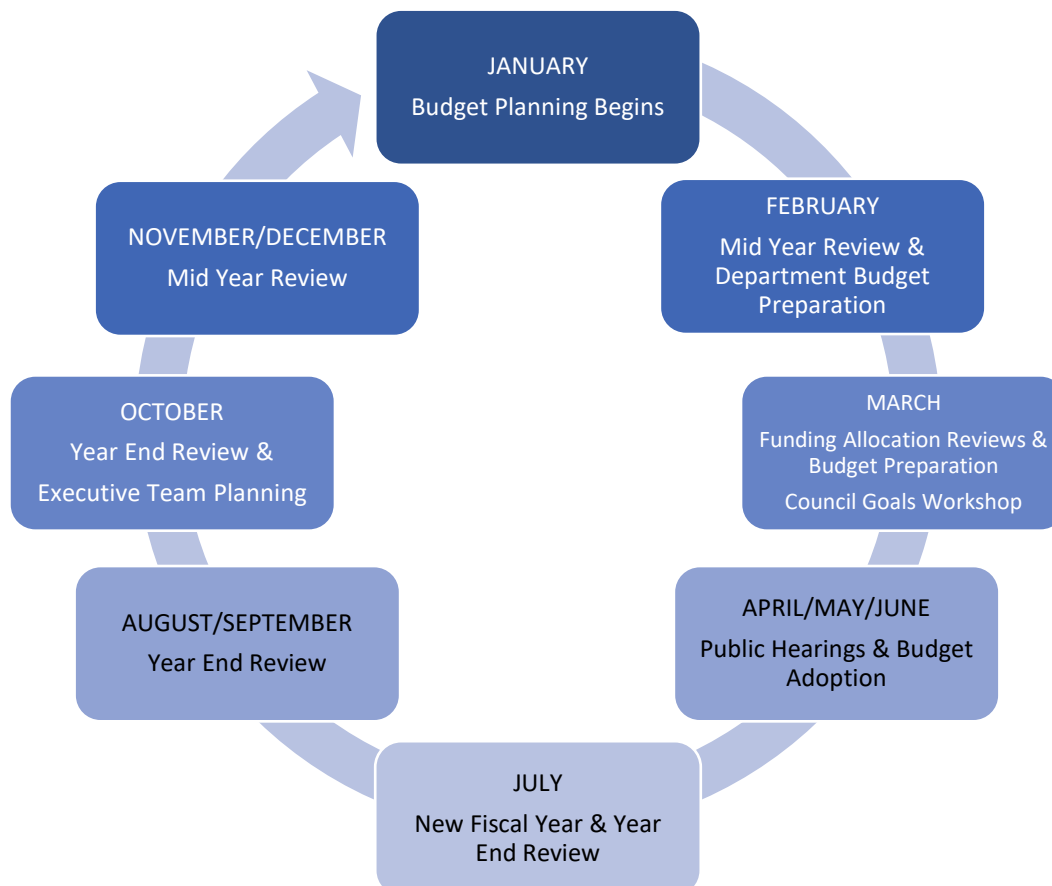 JANUARY
Budget Planning Begins
FEBRUARY
Mid Year Review &
Department Budget
Preparation
MARCH
Funding Allocation Reviews &
Budget Preparation
Council Goals Workshop
APRIL/MAY/JUNE
Public Hearings & Budget
Adoption
JULY
New Fiscal Year & Year
End Review
AUGUST/SEPTEMBER
Year End Review
OCTOBER
Year End Review &
Executive Team Planning
NOVEMBER/DECEMBER
Mid Year Review